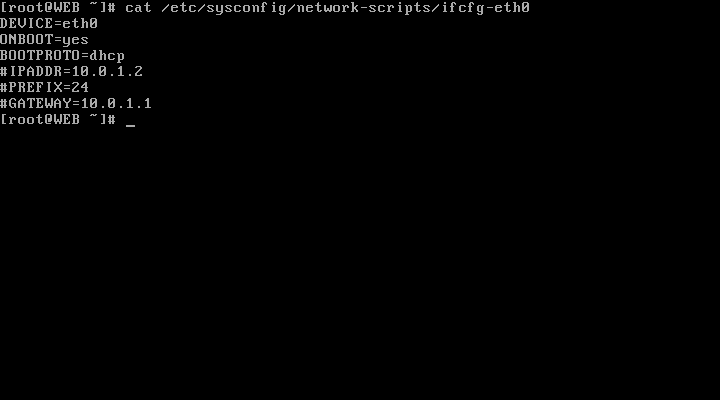 [root@WEB ~]# cat /etc/sysconfig/network-scripts/ifcfg-eth0
DEVICE=eth0
ONBOOT=yes
BOOTPROTO=dhcp
#IPADDR=10.0.1.2
#PREFIX=24
#GATEWAY=10.0.1.1
[root@WEB ~]# _